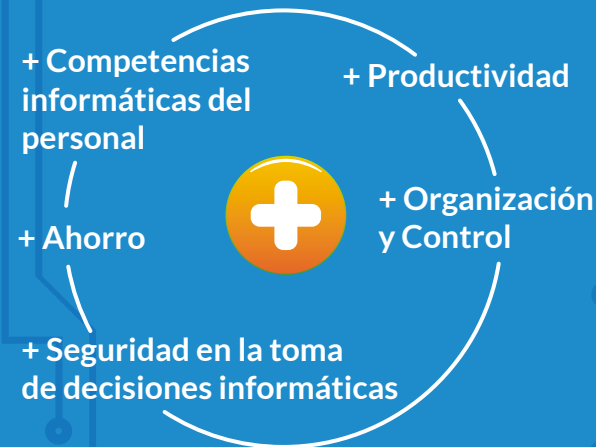 + Competencias
informáticas del
personal
+ Productividad
+ Organización
y Control
+ Ahorro
+ Seguridad en la toma
de decisiones informáticas